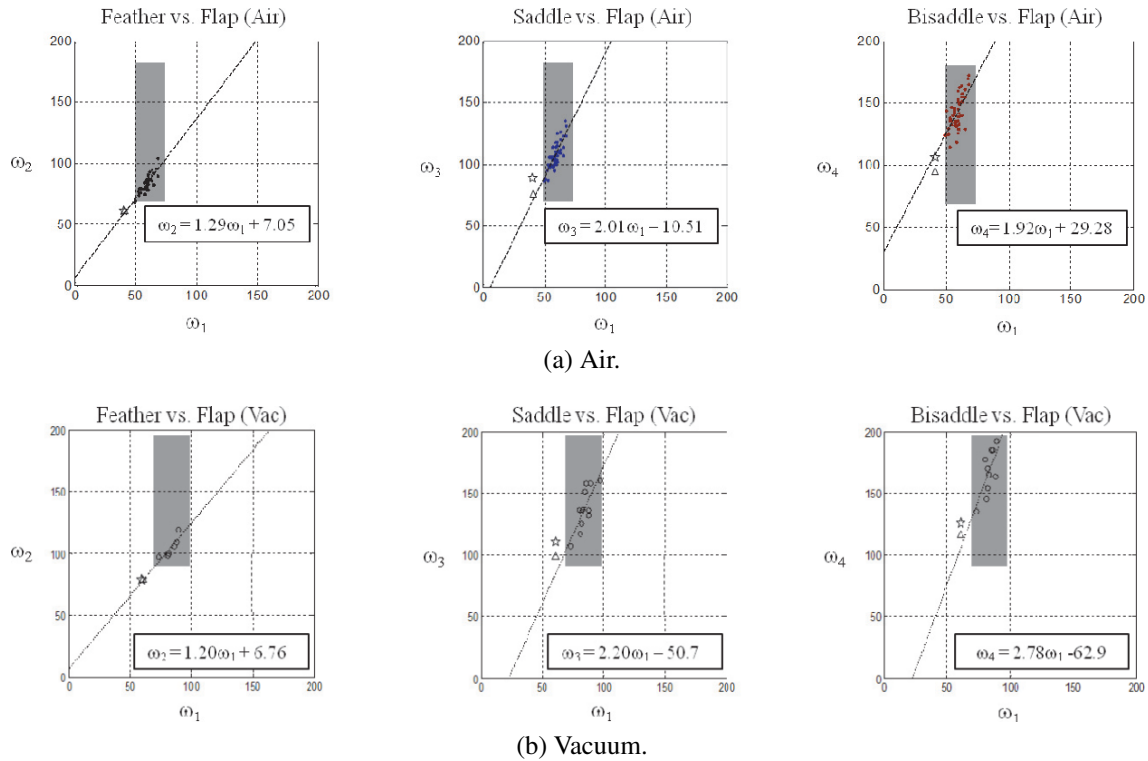 Feather vs. Flap (Air)
200
150
100
50
0
0
50
100
150
200
ω2
ω1
ω2 = 1.29ω1 + 7.05
Saddle vs. Flap (Air)
200
150
100
50
0
0
50
100
150
200
ω3
ω1
ω3 = 2.01ω1 – 10.51
Bisaddle vs. Flap (Air)
200
150
100
50
0
0
50
100
150
200
ω4
ω1
ω4 = 1.92ω1 + 29.28
(a) Air.
Feather vs. Flap (Vac)
200
150
100
50
0
0
50
100
150
200
ω2
ω1
ω2 = 1.20ω1 + 6.76
Saddle vs. Flap (Vac)
200
150
100
50
0
0
50
100
150
200
ω3
ω1
ω3 = 2.20ω1 – 50.7
Bisaddle vs. Flap (Vac)
200
150
100
50
0
0
50
100
150
200
ω4
ω1
ω4 = 2.78ω1 -62.9
(b) Vacuum.